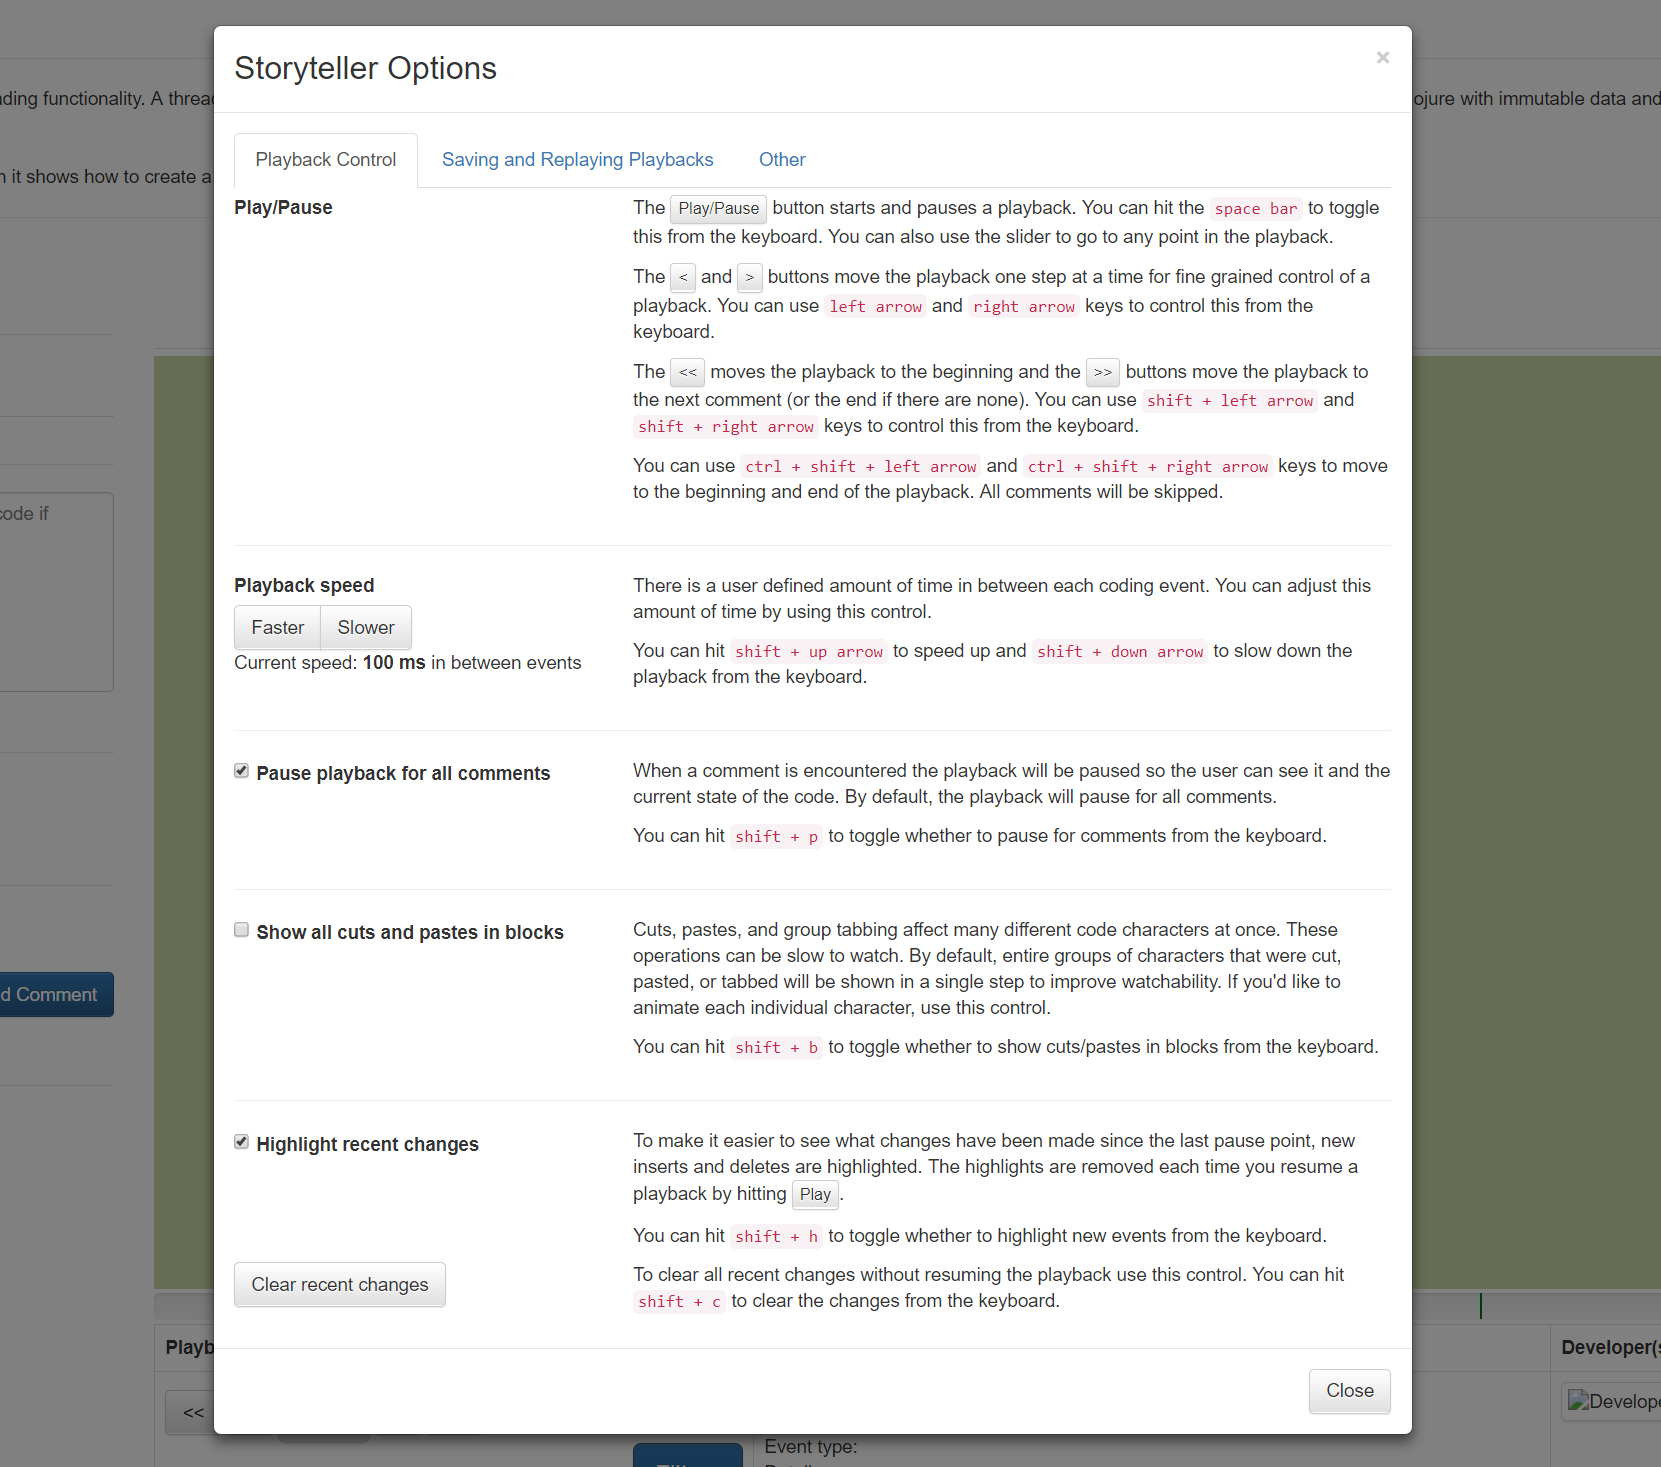 Storyteller Options
×
ding functionality. A thread
ojure with immutable data and
Playback Control
Saving and Replaying Playbacks
Other
n it shows how to create a
Play/Pause
The Play/Pause button starts and pauses a playback. You can hit the space bar to toggle
this from the keyboard. You can also use the slider to go to any point in the playback.
The < and > buttons move the playback one step at a time for fine grained control of a
playback. You can use left arrow and right arrow keys to control this from the
keyboard.
The << moves the playback to the beginning and the >> buttons move the playback to
the next comment (or the end if there are none). You can use shift + left arrow and
shift + right arrow keys to control this from the keyboard.
You can use ctrl + shift + left arrow and ctrl + shift + right arrow keys to move
to the beginning and end of the playback. All comments will be skipped.
code if
Playback speed
Faster Slower
Current speed: 100 ms in between events
There is a user defined amount of time in between each coding event. You can adjust this
amount of time by using this control.
You can hit shift + up arrow to speed up and shift + down arrow to slow down the
playback from the keyboard.
Pause playback for all comments
When a comment is encountered the playback will be paused so the user can see it and the
current state of the code. By default, the playback will pause for all comments.
You can hit shift + p to toggle whether to pause for comments from the keyboard.
Show all cuts and pastes in blocks
Cuts, pastes, and group tabbing affect many different code characters at once. These
operations can be slow to watch. By default, entire groups of characters that were cut,
pasted, or tabbed will be shown in a single step to improve watchability. If you'd like to
animate each individual character, use this control.
You can hit shift + b to toggle whether to show cuts/pastes in blocks from the keyboard.
d Comment
Highlight recent changes
To make it easier to see what changes have been made since the last pause point, new
inserts and deletes are highlighted. The highlights are removed each time you resume a
playback by hitting Play.
You can hit shift + h to toggle whether to highlight new events from the keyboard.
Clear recent changes
To clear all recent changes without resuming the playback use this control. You can hit
shift + c to clear the changes from the keyboard.
Playb
Developer(s
Close
<<
Develope
Event type: